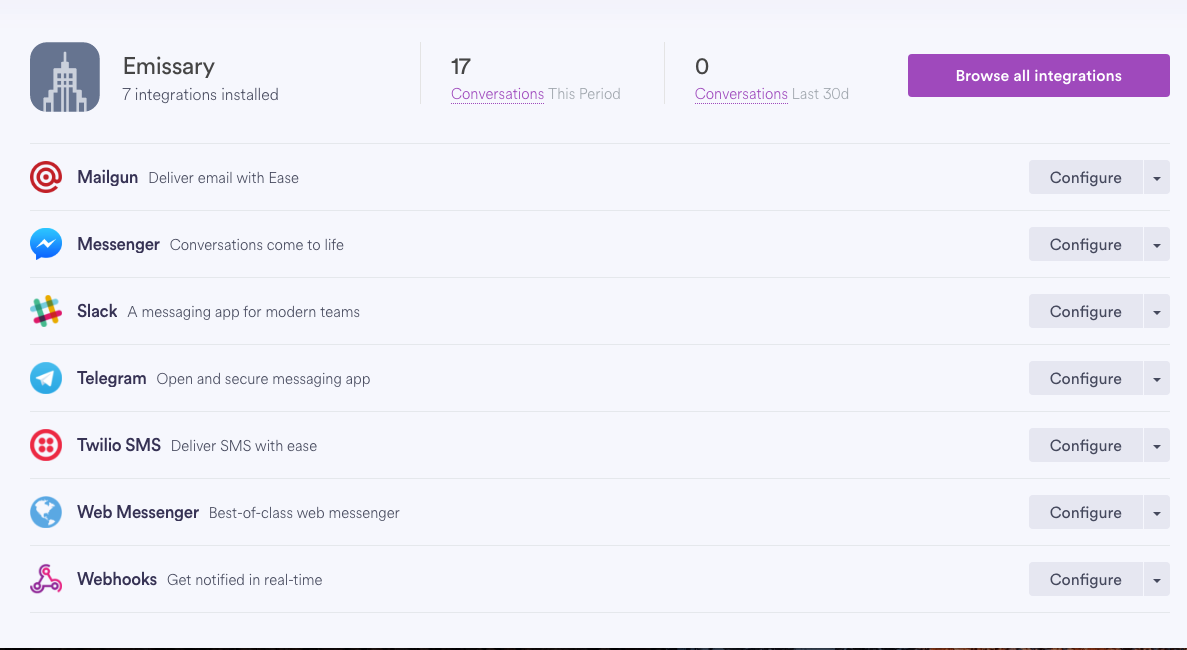 Emissary
7 integrations installed
17
Conversations This Period
0
Conversations Last 30d
Browse all integrations
Mailgun Deliver email with Ease Configure
Messenger Conversations come to life Configure
Slack A messaging app for modern teams Configure
Telegram Open and secure messaging app Configure
Twilio SMS Deliver SMS with ease Configure
Web Messenger Best-of-class web messenger Configure
Webhooks Get notified in real-time Configure